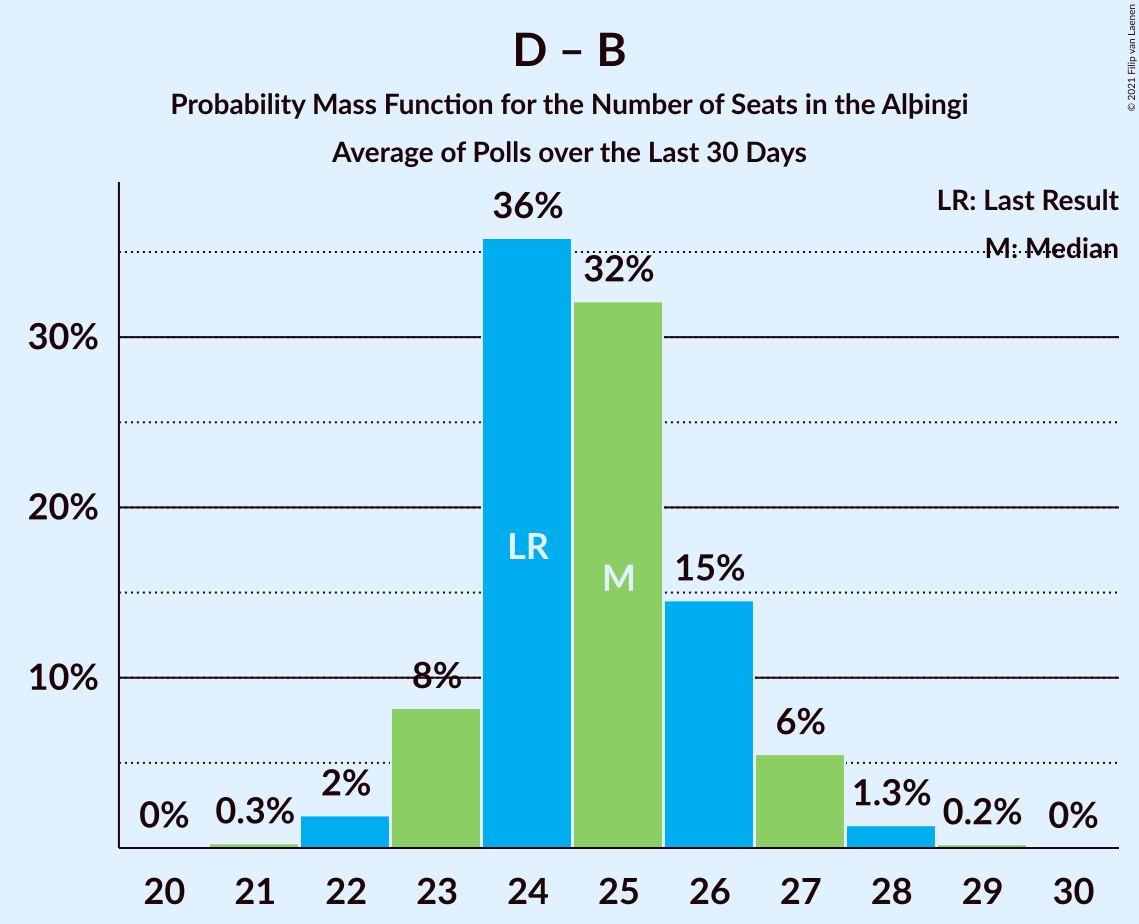 D – B
Probability Mass Function for the Number of Seats in the Alþingi
Average of Polls over the Last 30 Days
© 2021 Filip van Laenen
LR: Last Result
M: Median
36%
32%
30%
20%
LR
M
15%
10%
8%
6%
2%
1.3%
0%
0.3%
0.2%
0%
20 21 22 23 24 25 26 27 28 29 30